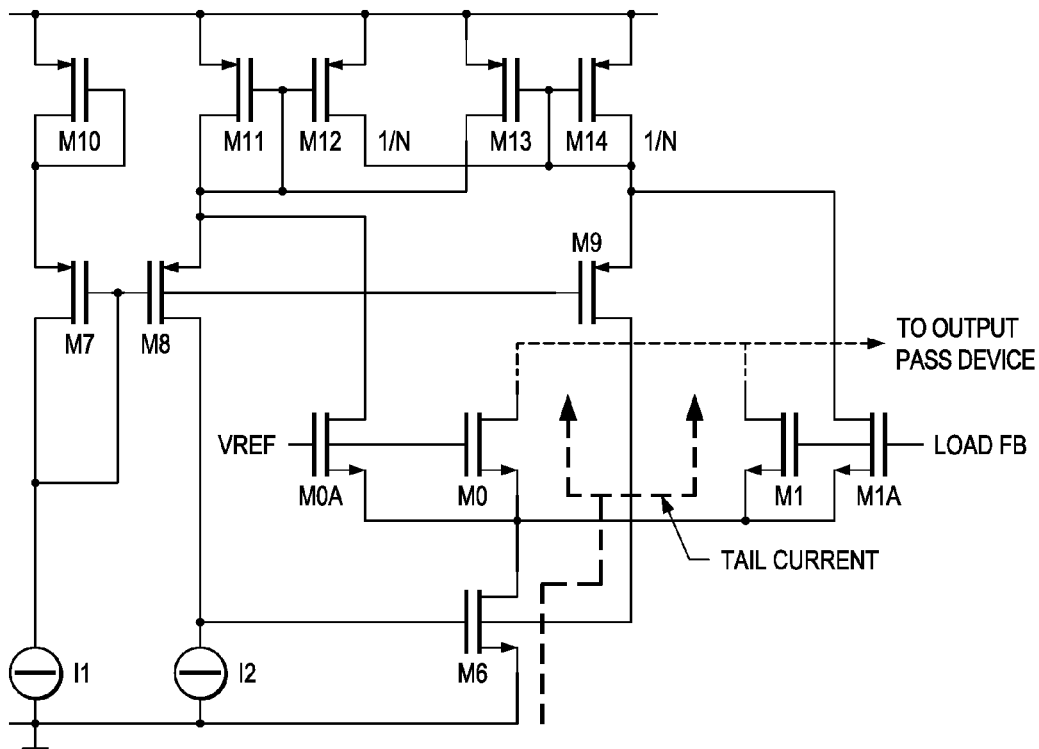 M10
M11
M12
1/N
M13
M14
1/N
M9
M7
M8
TO OUTPUT
PASS DEVICE
VREF
M0A
M0
M1
M1A
LOAD FB
TAIL CURRENT
M6
I1
I2